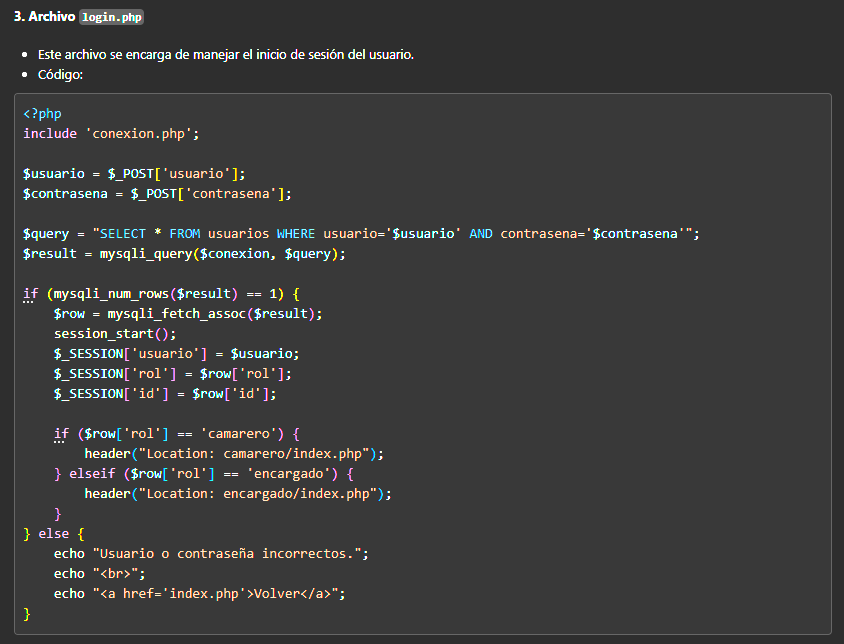 3. Archivo login.php
Este archivo se encarga de manejar el inicio de sesión del usuario.
Código:
<?php
include 'conexion.php';

$usuario = $_POST['usuario'];
$contrasena = $_POST['contrasena'];

$query = "SELECT * FROM usuarios WHERE usuario='$usuario' AND contrasena='$contrasena'";
$result = mysqli_query($conexion, $query);

if (mysqli_num_rows($result) == 1) {
    $row = mysqli_fetch_assoc($result);
    session_start();
    $_SESSION['usuario'] = $usuario;
    $_SESSION['rol'] = $row['rol'];
    $_SESSION['id'] = $row['id'];

    if ($row['rol'] == 'camarero') {
        header("Location: camarero/index.php");
    } elseif ($row['rol'] == 'encargado') {
        header("Location: encargado/index.php");
    }
} else {
    echo "Usuario o contraseña incorrectos.";
    echo "<br>";
    echo "<a href='index.php'>Volver</a>";
}